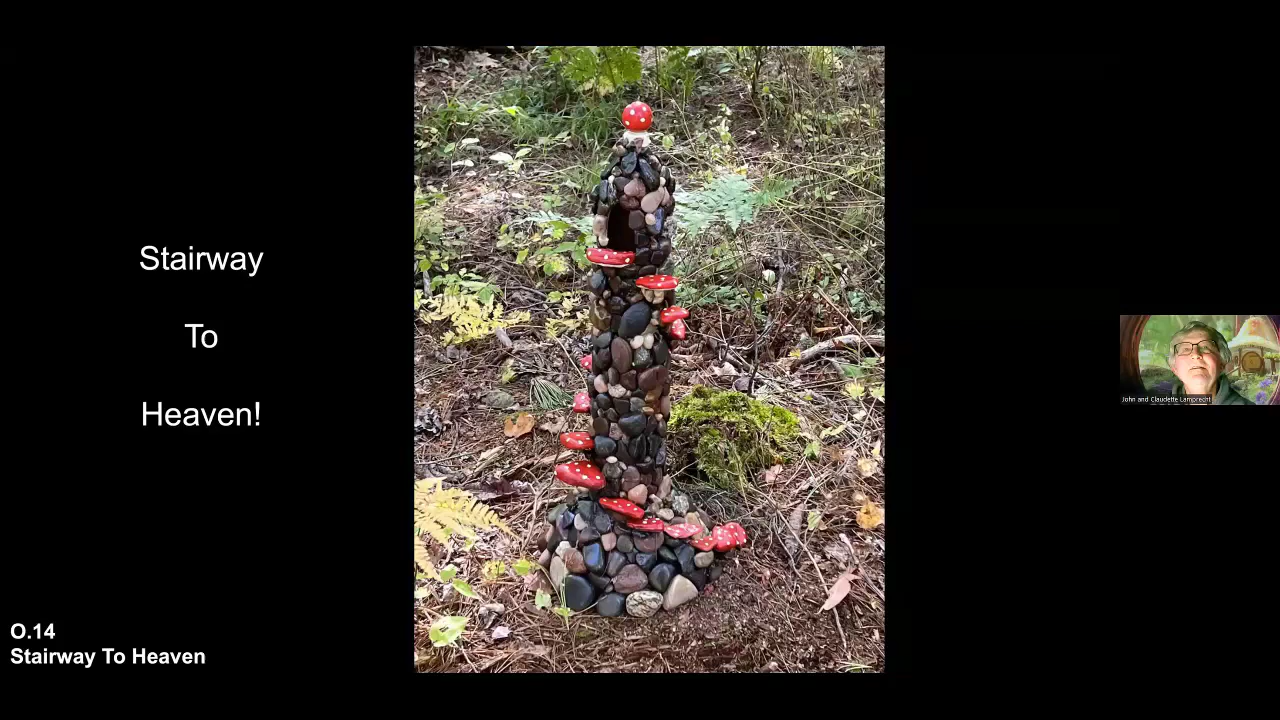 Stairway
To
Heaven!
John and Claudette Lamprecht
O.14
Stairway To Heaven